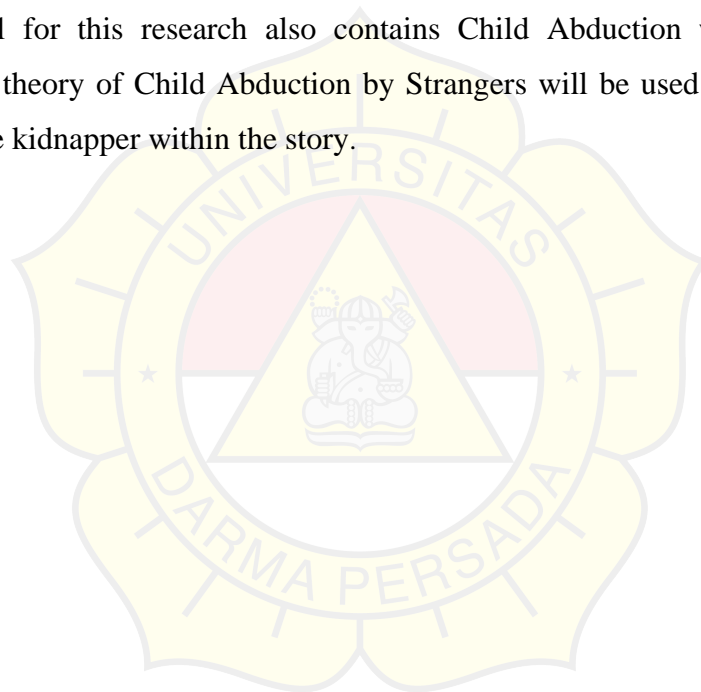 l for this research also contains Child Abduction
theory of Child Abduction by Strangers will be used
e kidnapper within the story.
UNIVERSITAS
DARMA PERSADA